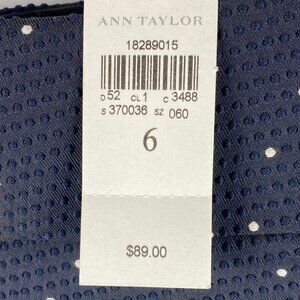 ANN TAYLOR
18289015
D 52 CL 1 C 3488
S 370036 SZ 060
6
$89.00